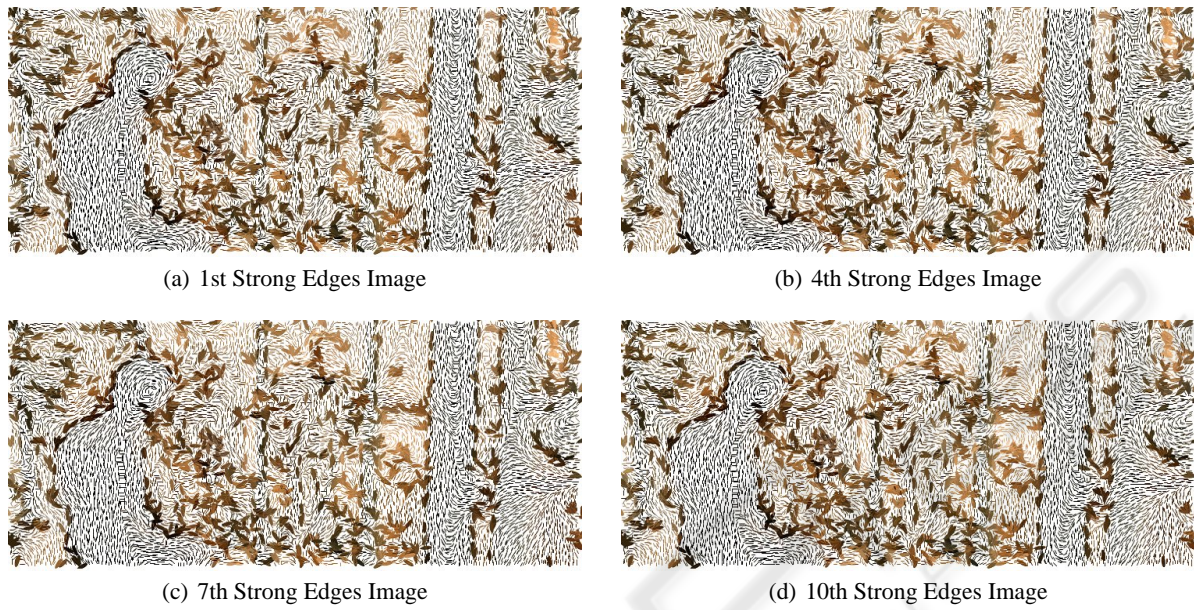 (a) 1st Strong Edges Image
(b) 4th Strong Edges Image
(c) 7th Strong Edges Image
(d) 10th Strong Edges Image